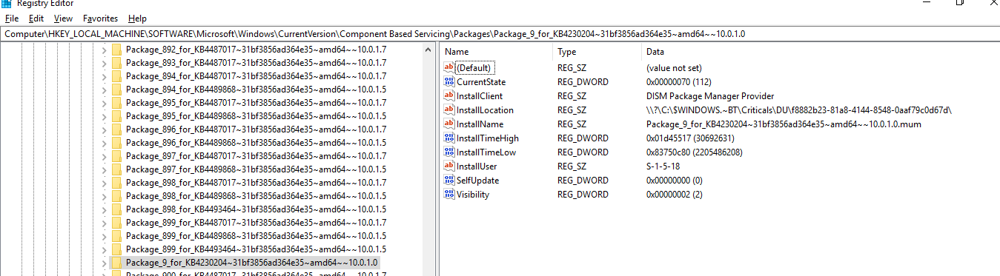 Registry Editor
File Edit View Favorites Help
Computer\HKEY_LOCAL_MACHINE\SOFTWARE\Microsoft\Windows\CurrentVersion\Component Based Servicing\Packages\Package_9_for_KB4230204~31bf3856ad364e35~amd64~~10.0.1.0
Package_892_for_KB4487017~31bf3856ad364e35~amd64~~10.0.1.7
Package_893_for_KB4487017~31bf3856ad364e35~amd64~~10.0.1.7
Package_894_for_KB4487017~31bf3856ad364e35~amd64~~10.0.1.7
Package_894_for_KB4489868~31bf3856ad364e35~amd64~~10.0.1.5
Package_895_for_KB4487017~31bf3856ad364e35~amd64~~10.0.1.7
Package_895_for_KB4489868~31bf3856ad364e35~amd64~~10.0.1.5
Package_896_for_KB4487017~31bf3856ad364e35~amd64~~10.0.1.7
Package_896_for_KB4489868~31bf3856ad364e35~amd64~~10.0.1.5
Package_897_for_KB4487017~31bf3856ad364e35~amd64~~10.0.1.7
Package_897_for_KB4489868~31bf3856ad364e35~amd64~~10.0.1.5
Package_898_for_KB4487017~31bf3856ad364e35~amd64~~10.0.1.7
Package_898_for_KB4489868~31bf3856ad364e35~amd64~~10.0.1.5
Package_898_for_KB4493464~31bf3856ad364e35~amd64~~10.0.1.5
Package_899_for_KB4487017~31bf3856ad364e35~amd64~~10.0.1.7
Package_899_for_KB4489868~31bf3856ad364e35~amd64~~10.0.1.5
Package_899_for_KB4493464~31bf3856ad364e35~amd64~~10.0.1.5
Package_9_for_KB4230204~31bf3856ad364e35~amd64~~10.0.1.0
Package_900_for_KB4487017~31bf3856ad364e35~amd64~~10.0.1.7
Name Type Data
(Default) REG_SZ (value not set)
CurrentState REG_DWORD 0x00000070 (112)
InstallClient REG_SZ DISM Package Manager Provider
InstallLocation REG_SZ \\?\C:\$WINDOWS.~BT\Criticals\DU\f8882b23-81a8-4144-8548-0aaf79c0d67d\
InstallName REG_SZ Package_9_for_KB4230204~31bf3856ad364e35~amd64~~10.0.1.0.mum
InstallTimeHigh REG_DWORD 0x01d45517 (30692631)
InstallTimeLow REG_DWORD 0x83750c80 (2205486208)
InstallUser REG_SZ S-1-5-18
SelfUpdate REG_DWORD 0x00000000 (0)
Visibility REG_DWORD 0x00000002 (2)